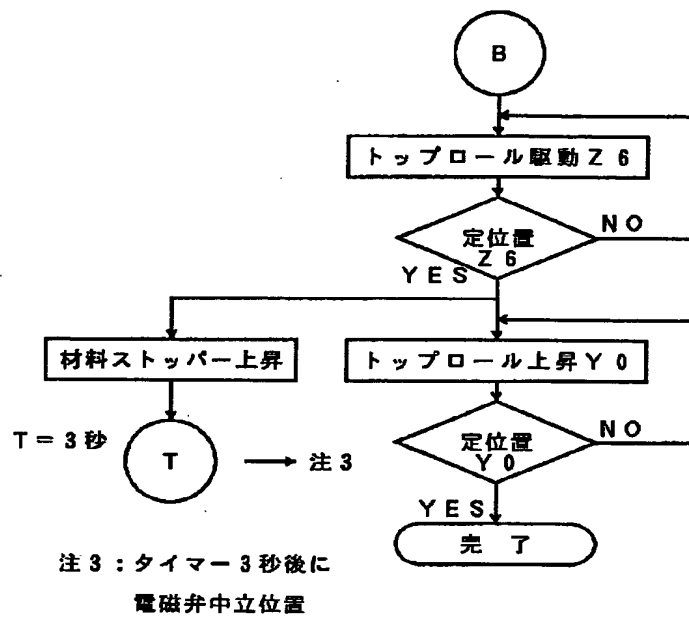 B
トップロール駆動Z6
定位置
Z6
NO
YES
材料ストッパー上昇
トップロール上昇Y0
T=3秒
T
→ 注3
定位置
Y0
NO
YES
完 了
注3:タイマー3秒後に
電磁弁中立位置